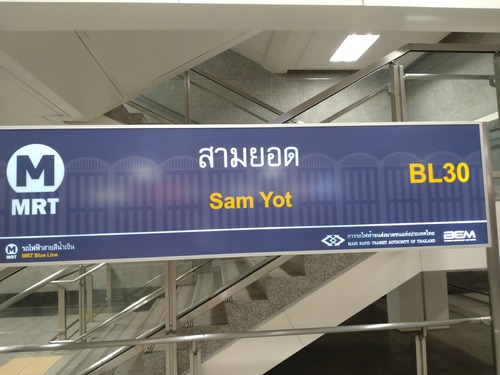 M
MRT
สามยอด
Sam Yot
BL30
MRT
รถไฟฟ้าสายสีน้ำเงิน
MRT Blue Line
การรถไฟฟ้าขนส่งมวลชนแห่งประเทศไทย
MASS RAPID TRANSIT AUTHORITY OF THAILAND
BEM